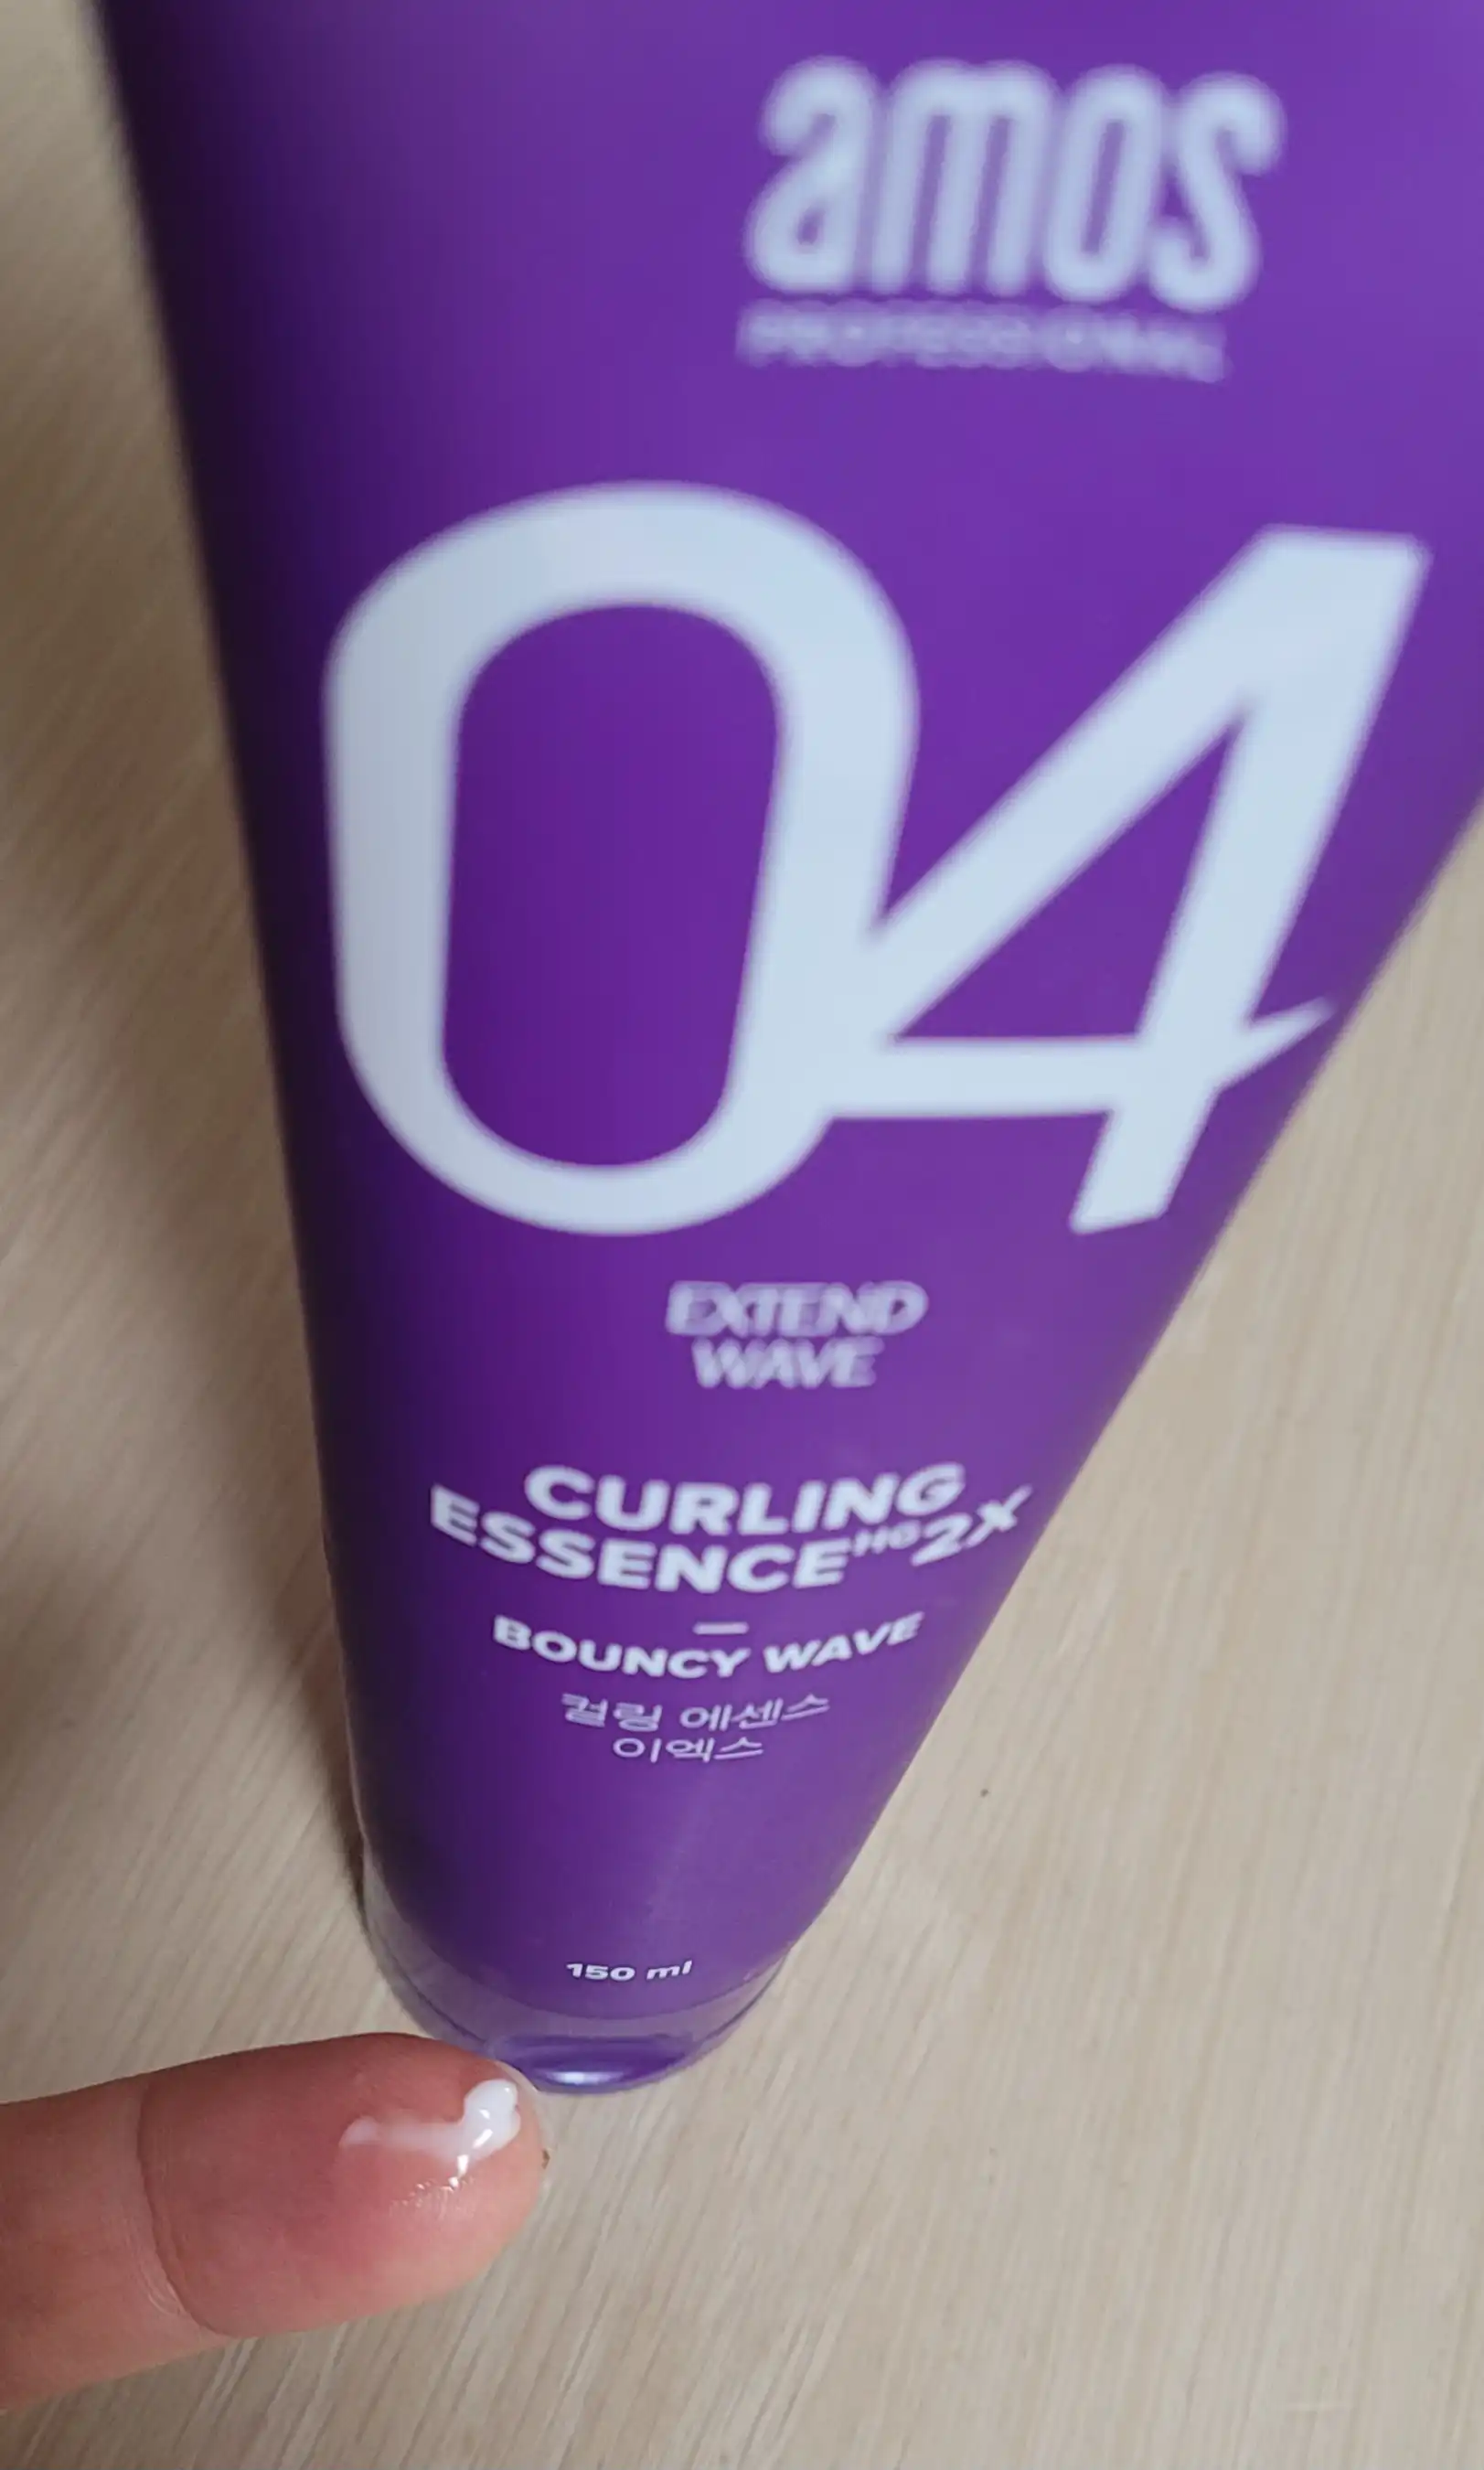 amos
PROFESSIONAL
04
EXTEND
WAVE
CURLING
ESSENCE HG 2X
BOUNCY WAVE
컬링 에센스
이엑스
150 ml